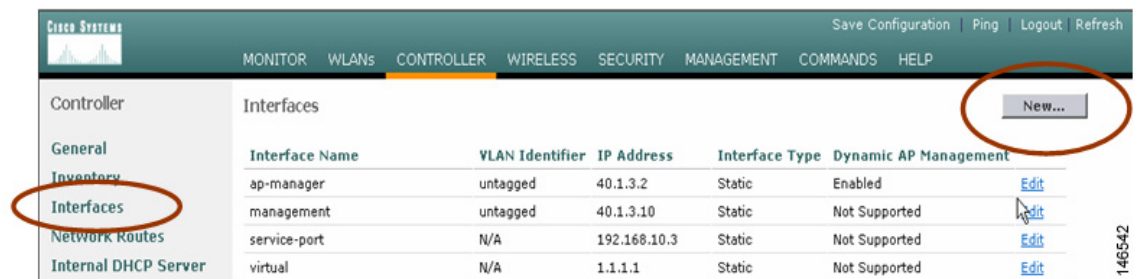 CISCO SYSTEMS
Save Configuration | Ping | Logout | Refresh
MONITOR WLANs CONTROLLER WIRELESS SECURITY MANAGEMENT COMMANDS HELP
Controller
General
Inventory
Interfaces
Network Routes
Internal DHCP Server
Interfaces
New...
Interface Name VLAN Identifier IP Address Interface Type Dynamic AP Management
ap-manager untagged 40.1.3.2 Static Enabled Edit
management untagged 40.1.3.10 Static Not Supported Edit
service-port N/A 192.168.10.3 Static Not Supported Edit
virtual N/A 1.1.1.1 Static Not Supported Edit
146542